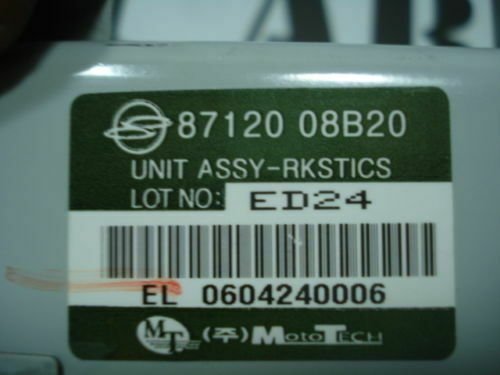 87120 08B20
UNIT ASSY-RKSTICS
LOT NO: ED24
EL 0604240006
MT (주)MOTOTECH